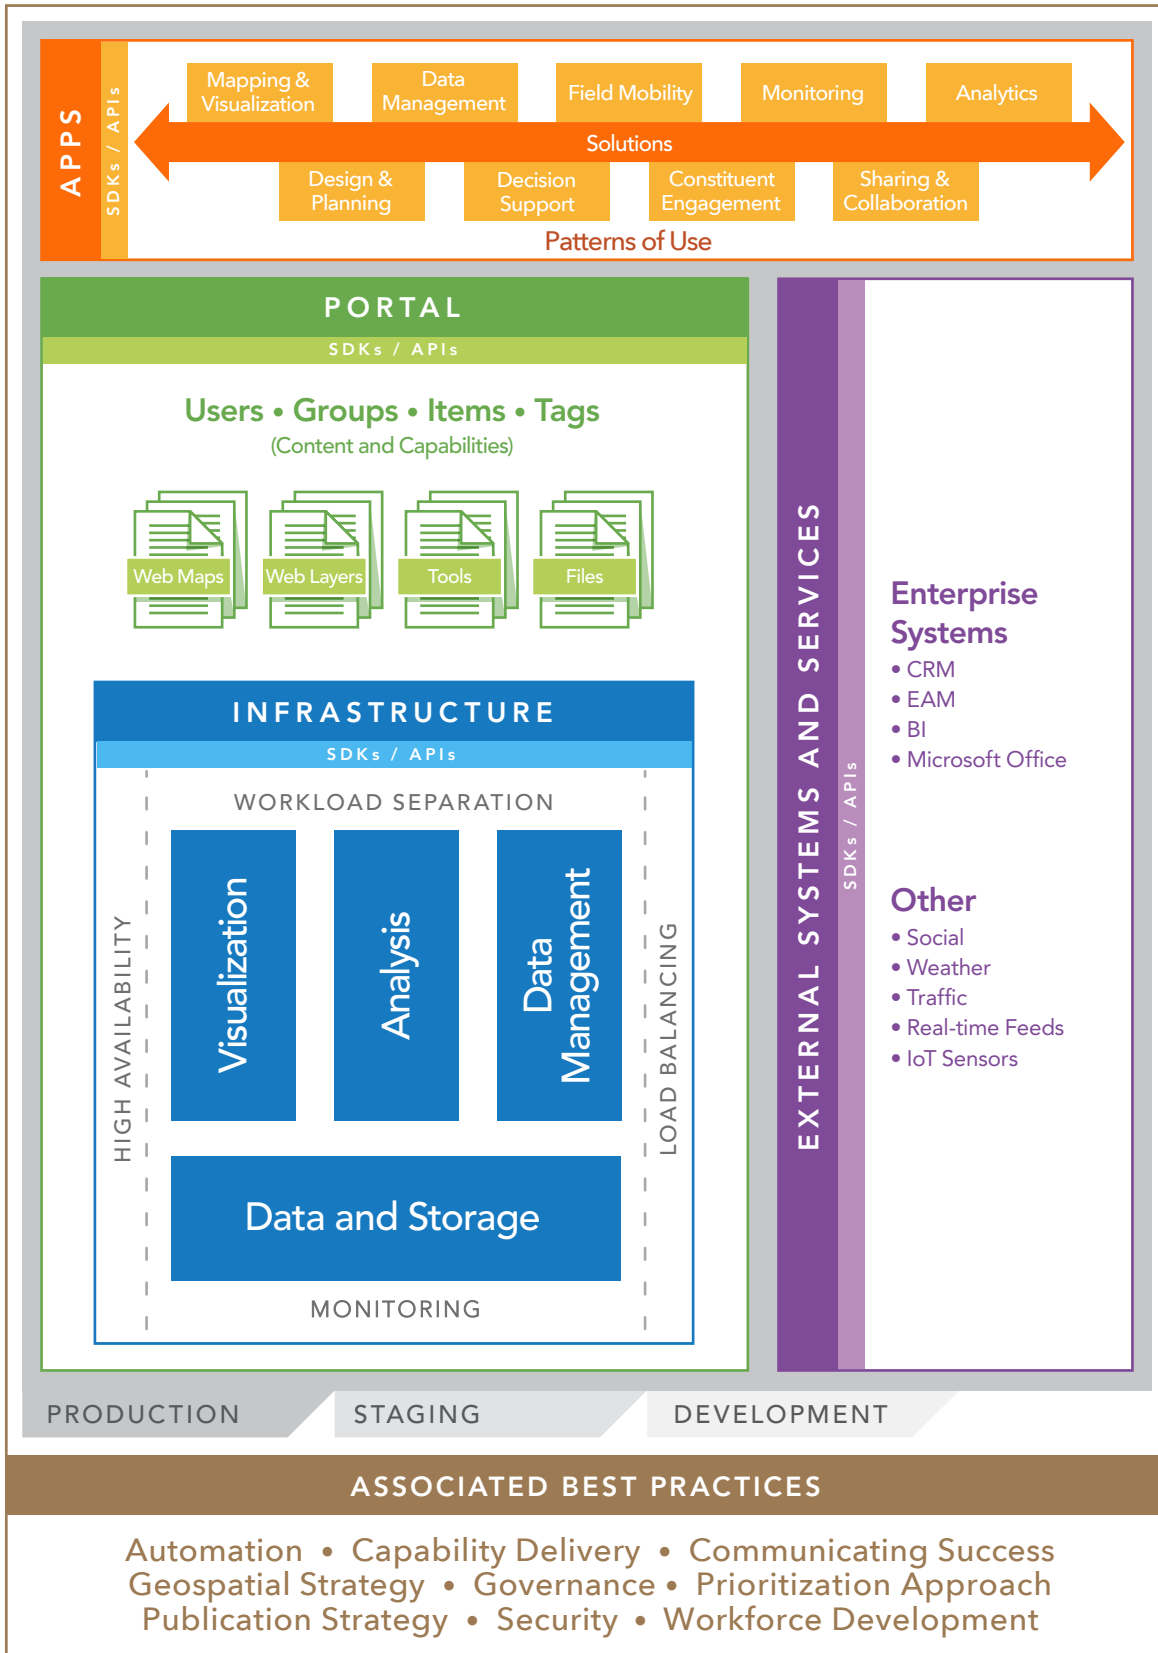 APPS
SDKs / APIs
Mapping &
Visualization
Data
Management
Field Mobility
Monitoring
Analytics
Solutions
Design &
Planning
Decision
Support
Constituent
Engagement
Sharing &
Collaboration
Patterns of Use
PORTAL
SDKs / APIs
Users • Groups • Items • Tags
(Content and Capabilities)
Web Maps
Web Layers
Tools
Files
INFRASTRUCTURE
SDKs / APIs
WORKLOAD SEPARATION
HIGH AVAILABILITY
Visualization
Analysis
Data
Management
LOAD BALANCING
Data and Storage
MONITORING
EXTERNAL SYSTEMS AND SERVICES
SDKs / APIs
Enterprise
Systems
• CRM
• EAM
• BI
• Microsoft Office
Other
• Social
• Weather
• Traffic
• Real-time Feeds
• IoT Sensors
PRODUCTION
STAGING
DEVELOPMENT
ASSOCIATED BEST PRACTICES
Automation • Capability Delivery • Communicating Success
Geospatial Strategy • Governance • Prioritization Approach
Publication Strategy • Security • Workforce Development